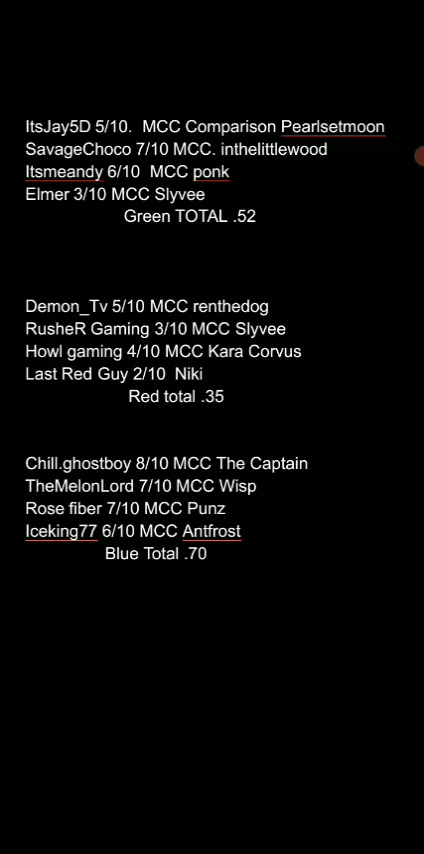 ItsJay5D 5/10.  MCC Comparison Pearlsetmoon
SavageChoco 7/10 MCC. inthelittlewood
Itsmeandy 6/10  MCC ponk
Elmer 3/10 MCC Slyvee
Green TOTAL .52
Demon_Tv 5/10 MCC renthedog
RusheR Gaming 3/10 MCC Slyvee
Howl gaming 4/10 MCC Kara Corvus
Last Red Guy 2/10  Niki
Red total .35
Chill.ghostboy 8/10 MCC The Captain
TheMelonLord 7/10 MCC Wisp
Rose fiber 7/10 MCC Punz
Iceking77 6/10 MCC Antfrost
Blue Total .70